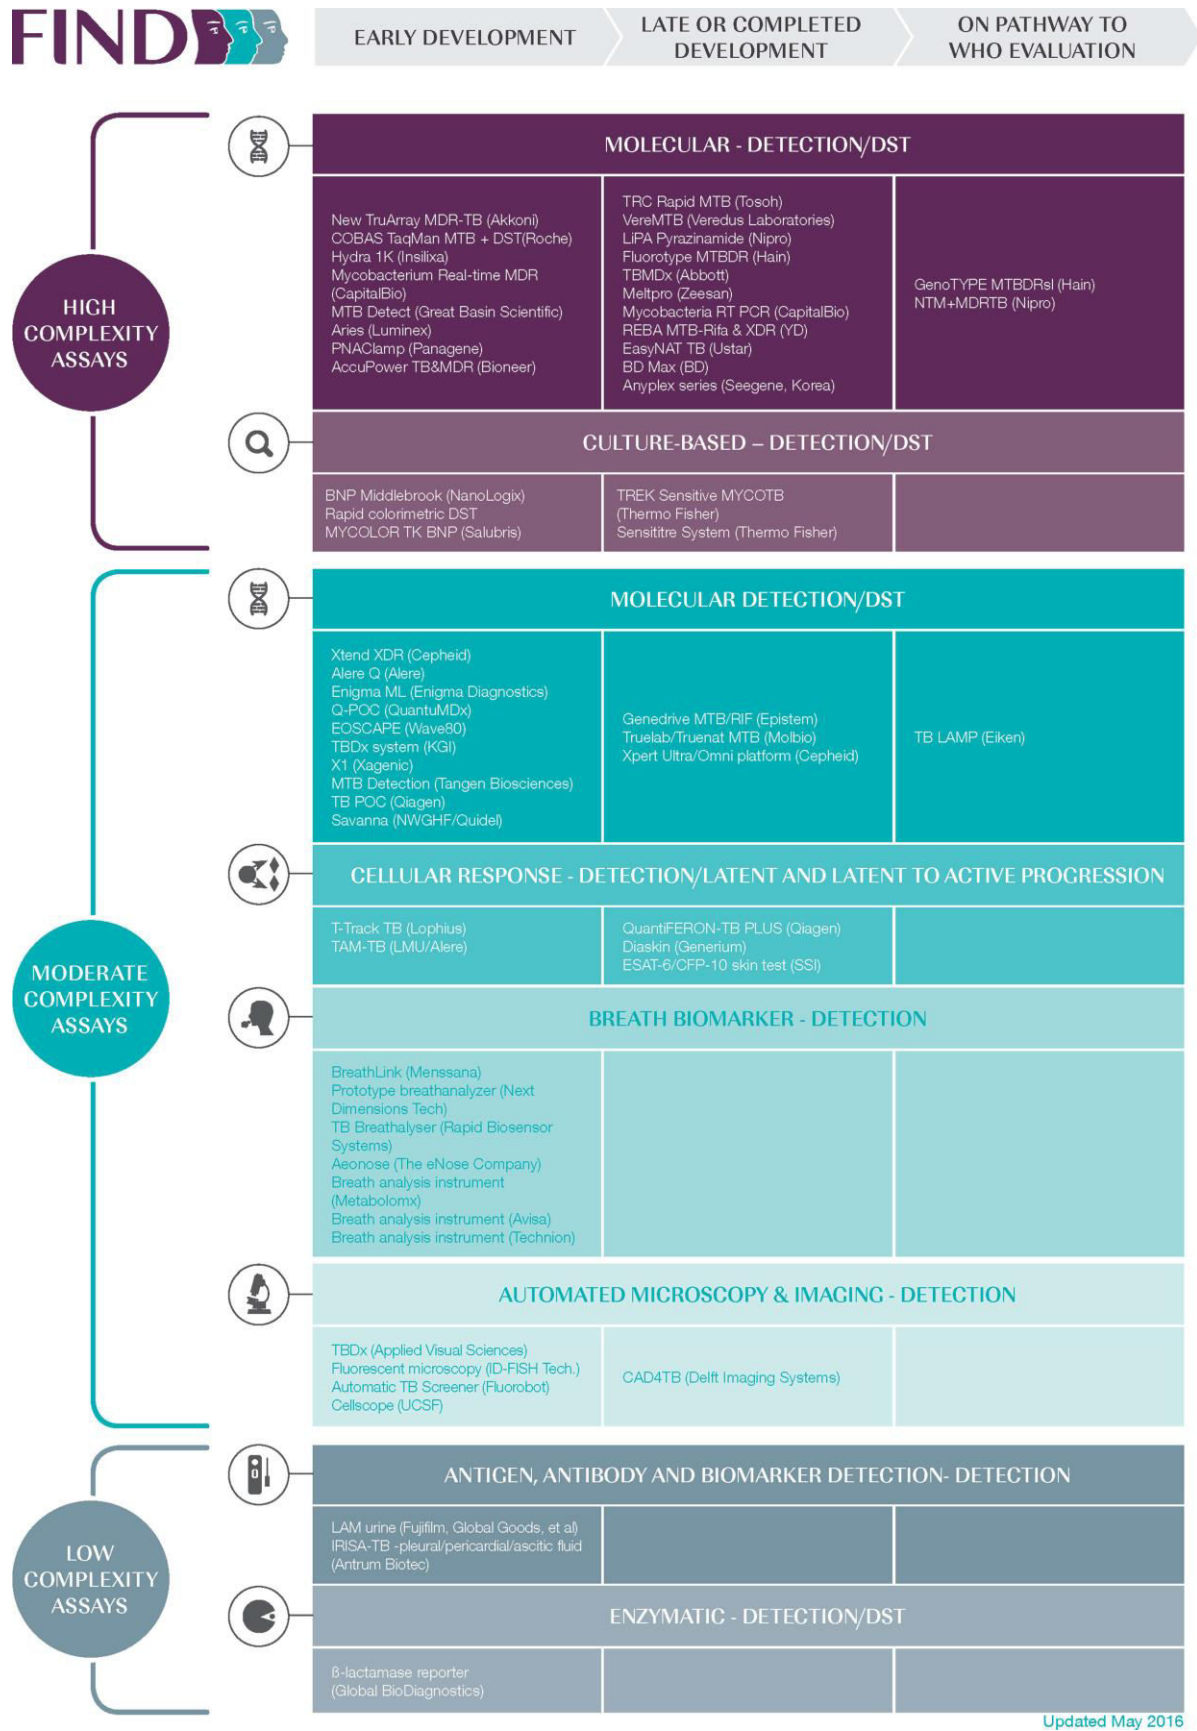 FIND
EARLY DEVELOPMENT
LATE OR COMPLETED
DEVELOPMENT
ON PATHWAY TO
WHO EVALUATION
HIGH
COMPLEXITY
ASSAYS
MOLECULAR - DETECTION/DST
New TruArray MDR-TB (Akkoni)
COBAS TaqMan MTB + DST(Roche)
Hydra 1K (Insilixa)
Mycobacterium Real-time MDR
(CapitalBio)
MTB Detect (Great Basin Scientific)
Aries (Luminex)
PNAClamp (Panagene)
AccuPower TB&MDR (Bioneer)
TRC Rapid MTB (Tosoh)
VereMTB (Veredus Laboratories)
LiPA Pyrazinamide (Nipro)
Fluorotype MTBDR (Hain)
TBMDx (Abbott)
Meltpro (Zeesan)
Mycobacteria RT PCR (CapitalBio)
REBA MTB-Rifa & XDR (YD)
EasyNAT TB (Ustar)
BD Max (BD)
Anyplex series (Seegene, Korea)
GenoTYPE MTBDRsl (Hain)
NTM+MDRTB (Nipro)
CULTURE-BASED – DETECTION/DST
BNP Middlebrook (NanoLogix)
Rapid colorimetric DST
MYCOLOR TK BNP (Salubris)
TREK Sensitive MYCOTB
(Thermo Fisher)
Sensititre System (Thermo Fisher)
MODERATE
COMPLEXITY
ASSAYS
MOLECULAR DETECTION/DST
Xtend XDR (Cepheid)
Alere Q (Alere)
Enigma ML (Enigma Diagnostics)
Q-POC (QuantuMDx)
EOSCAPE (Wave80)
TBDx system (KGI)
X1 (Xagenic)
MTB Detection (Tangen Biosciences)
TB POC (Qiagen)
Savanna (NWGHF/Quidel)
Genedrive MTB/RIF (Epistem)
Truelab/Truenat MTB (Molbio)
Xpert Ultra/Omni platform (Cepheid)
TB LAMP (Eiken)
CELLULAR RESPONSE - DETECTION/LATENT AND LATENT TO ACTIVE PROGRESSION
T-Track TB (Lophius)
TAM-TB (LMU/Alere)
QuantiFERON-TB PLUS (Qiagen)
Diaskin (Generium)
ESAT-6/CFP-10 skin test (SSI)
BREATH BIOMARKER - DETECTION
BreathLink (Menssana)
Prototype breathanalyzer (Next
Dimensions Tech)
TB Breathalyser (Rapid Biosensor
Systems)
Aeonose (The eNose Company)
Breath analysis instrument
(Metabolomx)
Breath analysis instrument (Avisa)
Breath analysis instrument (Technion)
AUTOMATED MICROSCOPY & IMAGING - DETECTION
TBDx (Applied Visual Sciences)
Fluorescent microscopy (ID-FISH Tech.)
Automatic TB Screener (Fluorobot)
Cellscope (UCSF)
CAD4TB (Delft Imaging Systems)
LOW
COMPLEXITY
ASSAYS
ANTIGEN, ANTIBODY AND BIOMARKER DETECTION- DETECTION
LAM urine (Fujifilm, Global Goods, et al)
IRISA-TB -pleural/pericardial/ascitic fluid
(Antrum Biotec)
ENZYMATIC - DETECTION/DST
ß-lactamase reporter
(Global BioDiagnostics)
Updated May 2016